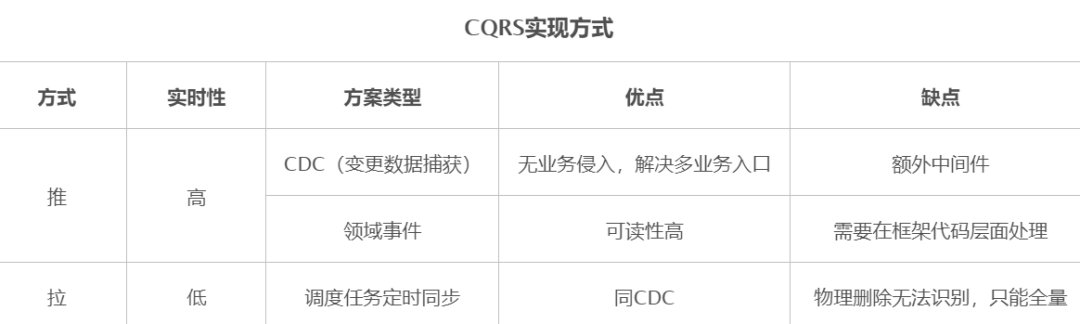 CQRS实现方式
方式 实时性 方案类型 优点 缺点
推 高 CDC（变更数据捕获） 无业务侵入，解决多业务入口 额外中间件
领域事件 可读性高 需要在框架代码层面处理
拉 低 调度任务定时同步 同CDC 物理删除无法识别，只能全量